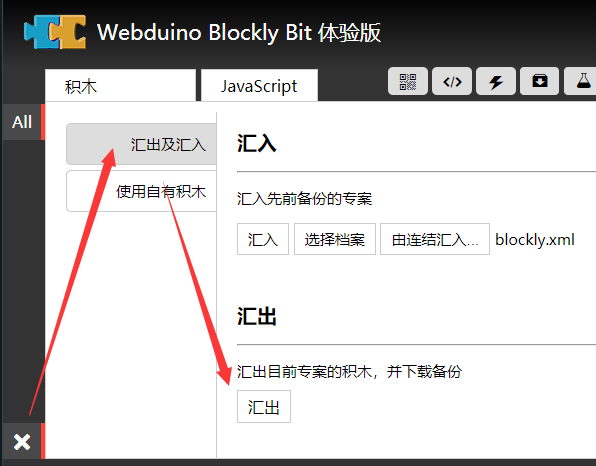 Webduino Blockly Bit 体验版
积木
JavaScript
All
汇出及汇入
使用自有积木
汇入
汇入先前备份的专案
汇入
选择档案
由连结汇入...
blockly.xml
汇出
汇出目前专案的积木，并下载备份
汇出